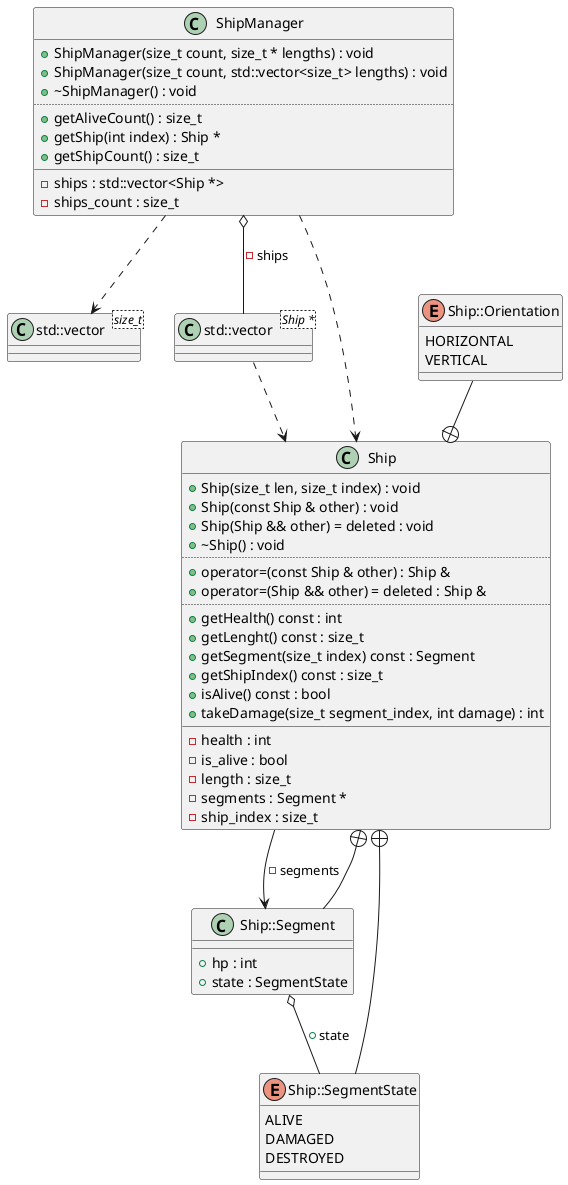 C ShipManager
ShipManager(size_t count, size_t * lengths) : void
ShipManager(size_t count, std::vector<size_t> lengths) : void
~ShipManager() : void
getAliveCount() : size_t
getShip(int index) : Ship *
getShipCount() : size_t
ships : std::vector<Ship *>
ships_count : size_t
ships
C std::vector
size_t
C std::vector
Ship *
E Ship::Orientation
HORIZONTAL
VERTICAL
C Ship
Ship(size_t len, size_t index) : void
Ship(const Ship & other) : void
Ship(Ship && other) = deleted : void
~Ship() : void
operator=(const Ship & other) : Ship &
operator=(Ship && other) = deleted : Ship &
getHealth() const : int
getLenght() const : size_t
getSegment(size_t index) const : Segment
getShipIndex() const : size_t
isAlive() const : bool
takeDamage(size_t segment_index, int damage) : int
health : int
is_alive : bool
length : size_t
segments : Segment *
ship_index : size_t
segments
C Ship::Segment
hp : int
state : SegmentState
state
E Ship::SegmentState
ALIVE
DAMAGED
DESTROYED